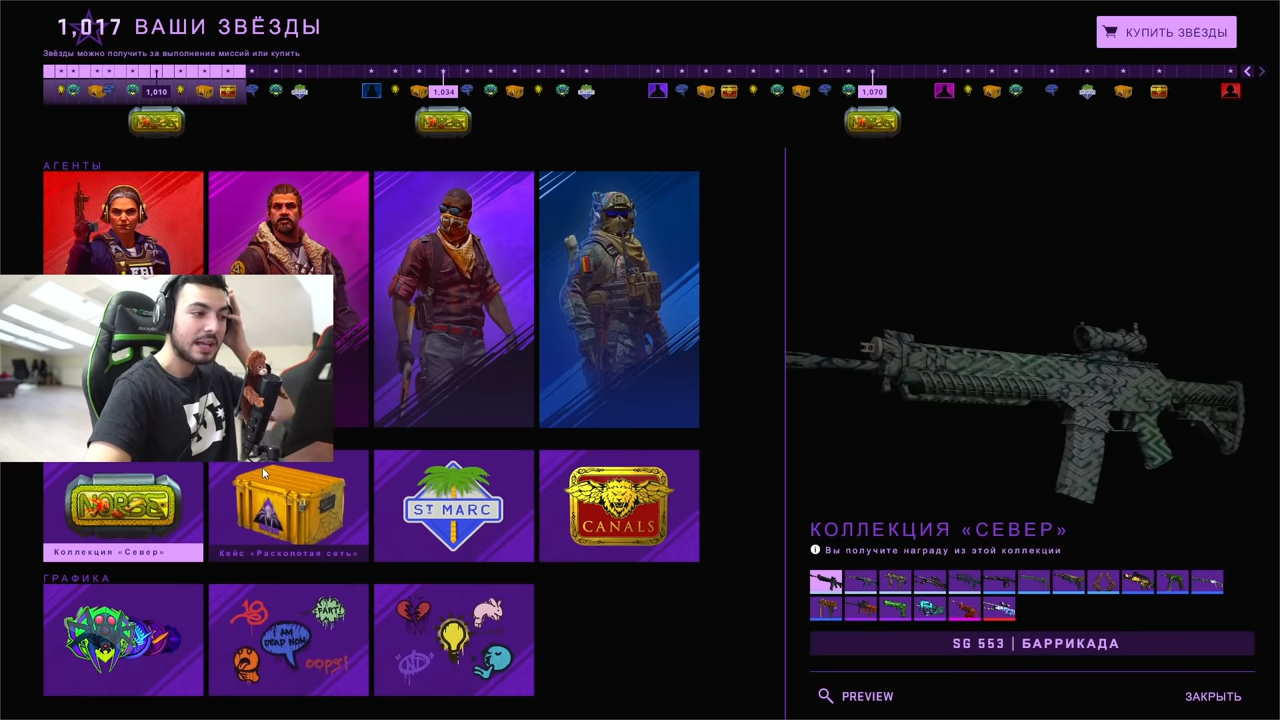 1,017 ВАШИ ЗВЁЗДЫ
Звёзды можно получить за выполнение миссий или купить
КУПИТЬ ЗВЁЗДЫ
1,010
1,034
1,070
АГЕНТЫ
FBI
NORSE
ST MARC
CANALS
Коллекция «Север»
Кейс «Расколотая сеть»
ГРАФИКА
FART!
I AM DEAD NOW
oops!
КОЛЛЕКЦИЯ «СЕВЕР»
Вы получите награду из этой коллекции
SG 553 | БАРРИКАДА
PREVIEW
ЗАКРЫТЬ